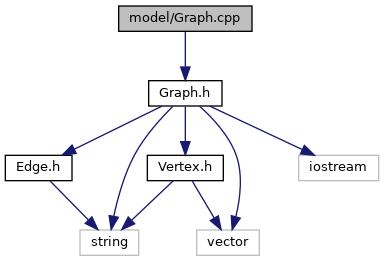 model/Graph.cpp
Graph.h
Edge.h
Vertex.h
iostream
string
vector